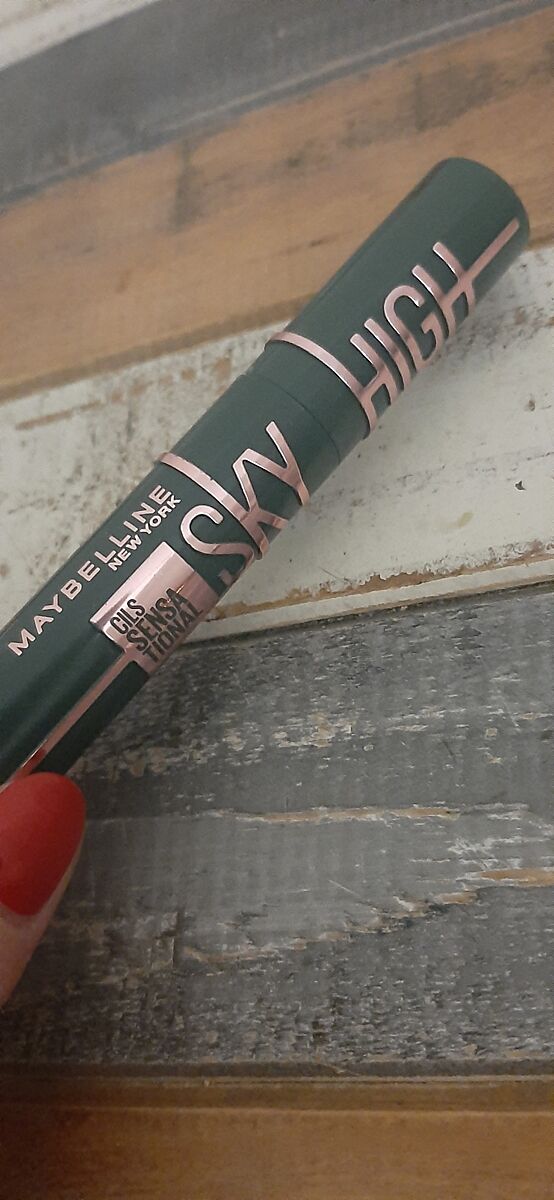 MAYBELLINE
NEW YORK
CILS
SENSA
TIONAL
SKY
HIGH